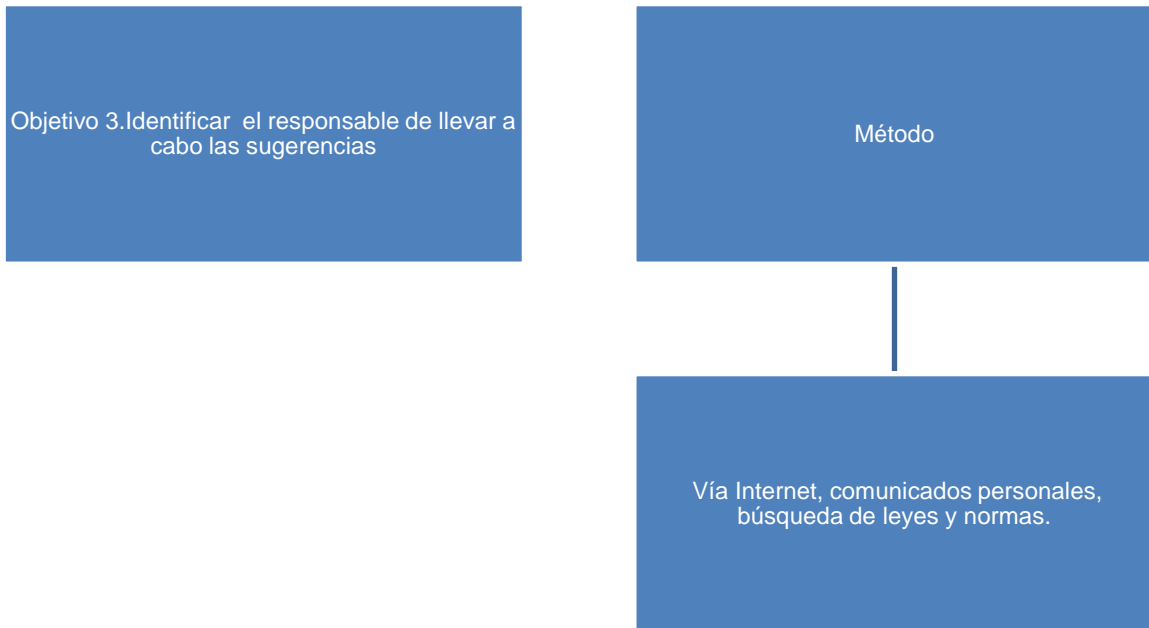 Objetivo 3.Identificar  el responsable de llevar a
cabo las sugerencias
Método
Vía Internet, comunicados personales,
búsqueda de leyes y normas.